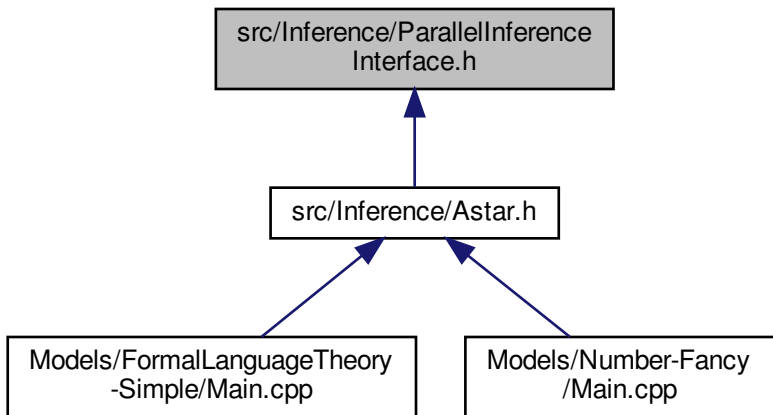 src/Inference/ParallelInference
Interface.h
src/Inference/Astar.h
Models/FormalLanguageTheory
-Simple/Main.cpp
Models/Number-Fancy
/Main.cpp